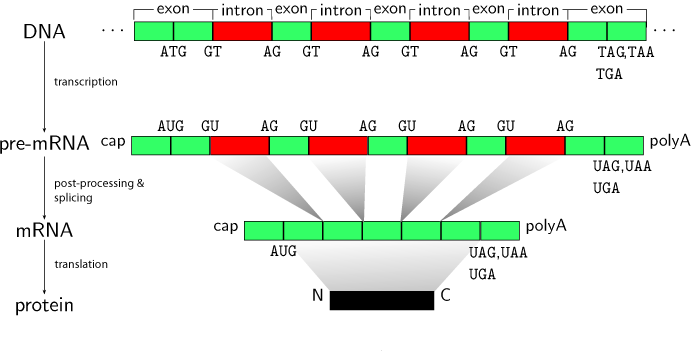 exon intron exon intron exon intron exon intron exon
DNA ··· ···
ATG GT AG GT AG GT AG GT AG TAG,TAA
TGA
transcription
AUG GU AG GU AG GU AG GU AG
pre-mRNA cap polyA
UAG,UAA
UGA
post-processing &
splicing
mRNA cap polyA
AUG UAG,UAA
UGA
translation
N C
protein